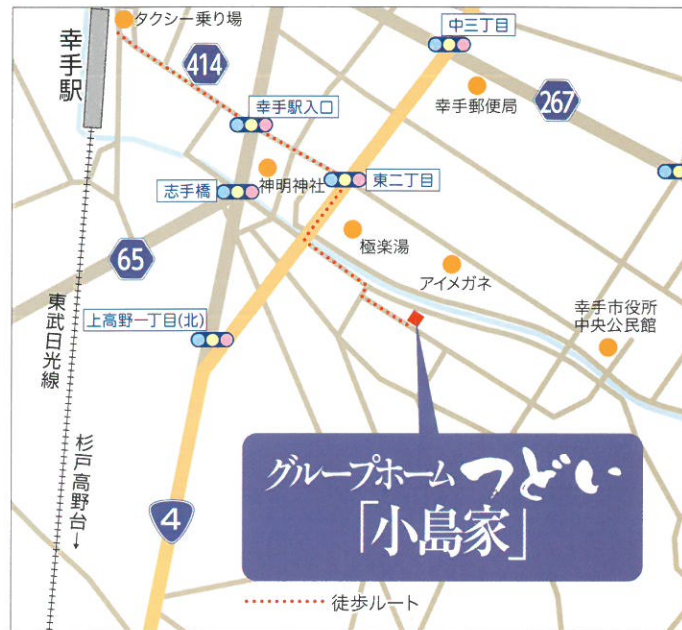 タクシー乗り場
中三丁目
幸手駅
414
幸手郵便局
267
幸手駅入口
神明神社
東二丁目
志手橋
極楽湯
65
アイメガネ
東武日光線
上高野一丁目(北)
幸手市役所
中央公民館
杉戸高野台↓
グループホームつどい
「小島家」
4
徒歩ルート